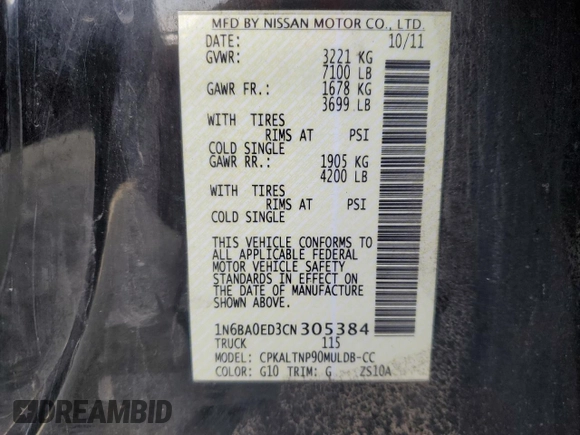 MFD BY NISSAN MOTOR CO., LTD.
DATE: 10/11
GVWR: 3221 KG
7100 LB
GAWR FR.: 1678 KG
3699 LB
WITH TIRES
RIMS AT PSI
COLD SINGLE
GAWR RR.: 1905 KG
4200 LB
WITH TIRES
RIMS AT PSI
COLD SINGLE
THIS VEHICLE CONFORMS TO
ALL APPLICABLE FEDERAL
MOTOR VEHICLE SAFETY
STANDARDS IN EFFECT ON
THE DATE OF MANUFACTURE
SHOWN ABOVE.
1N6BA0ED3CN305384
TRUCK 115
MODEL: CPKALTNP90MULDB-CC
COLOR: G10 TRIM: G ZS10A
DREAMBID